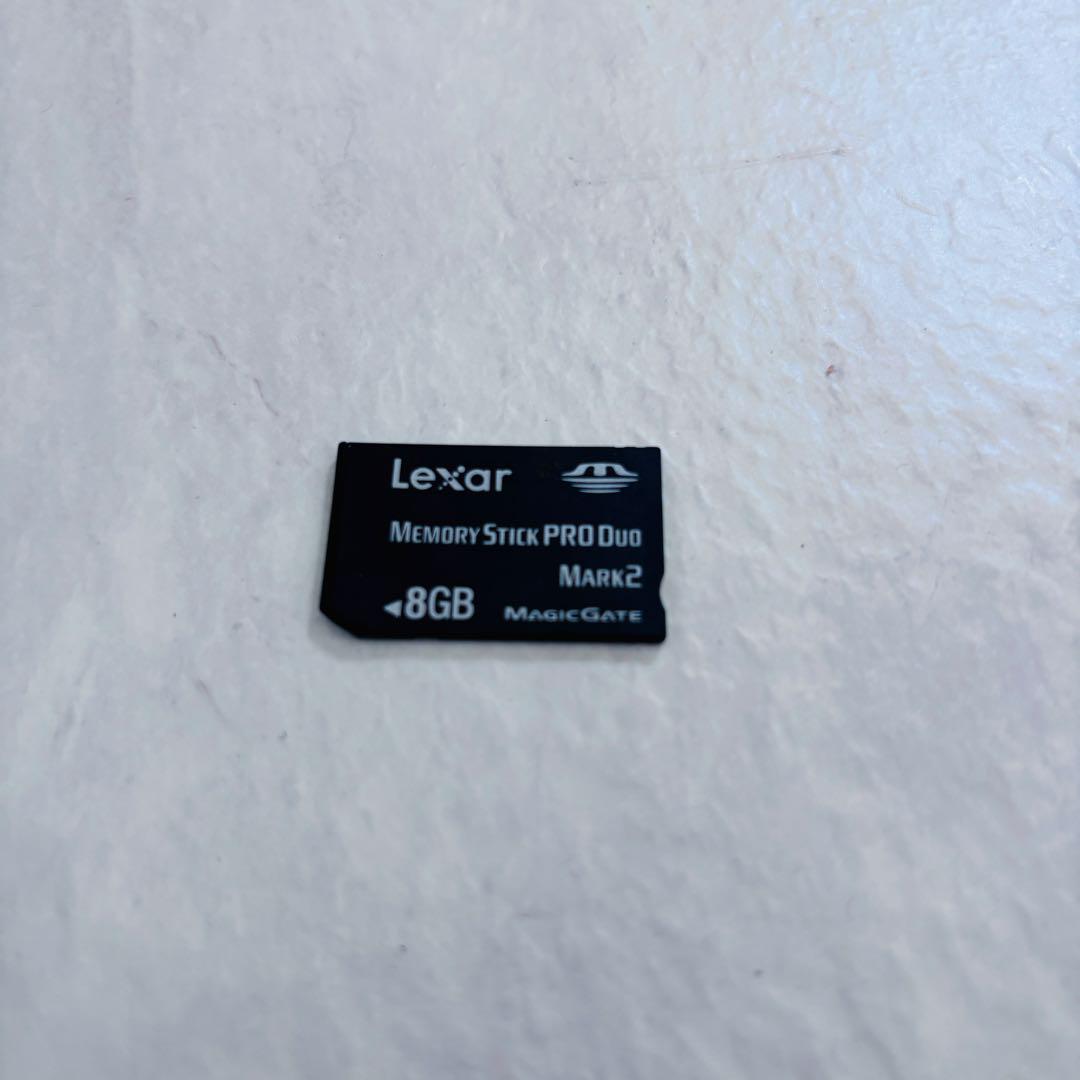 Lexar
MEMORY STICK PRO DUO
MARK2
◄8GB MAGICGATE